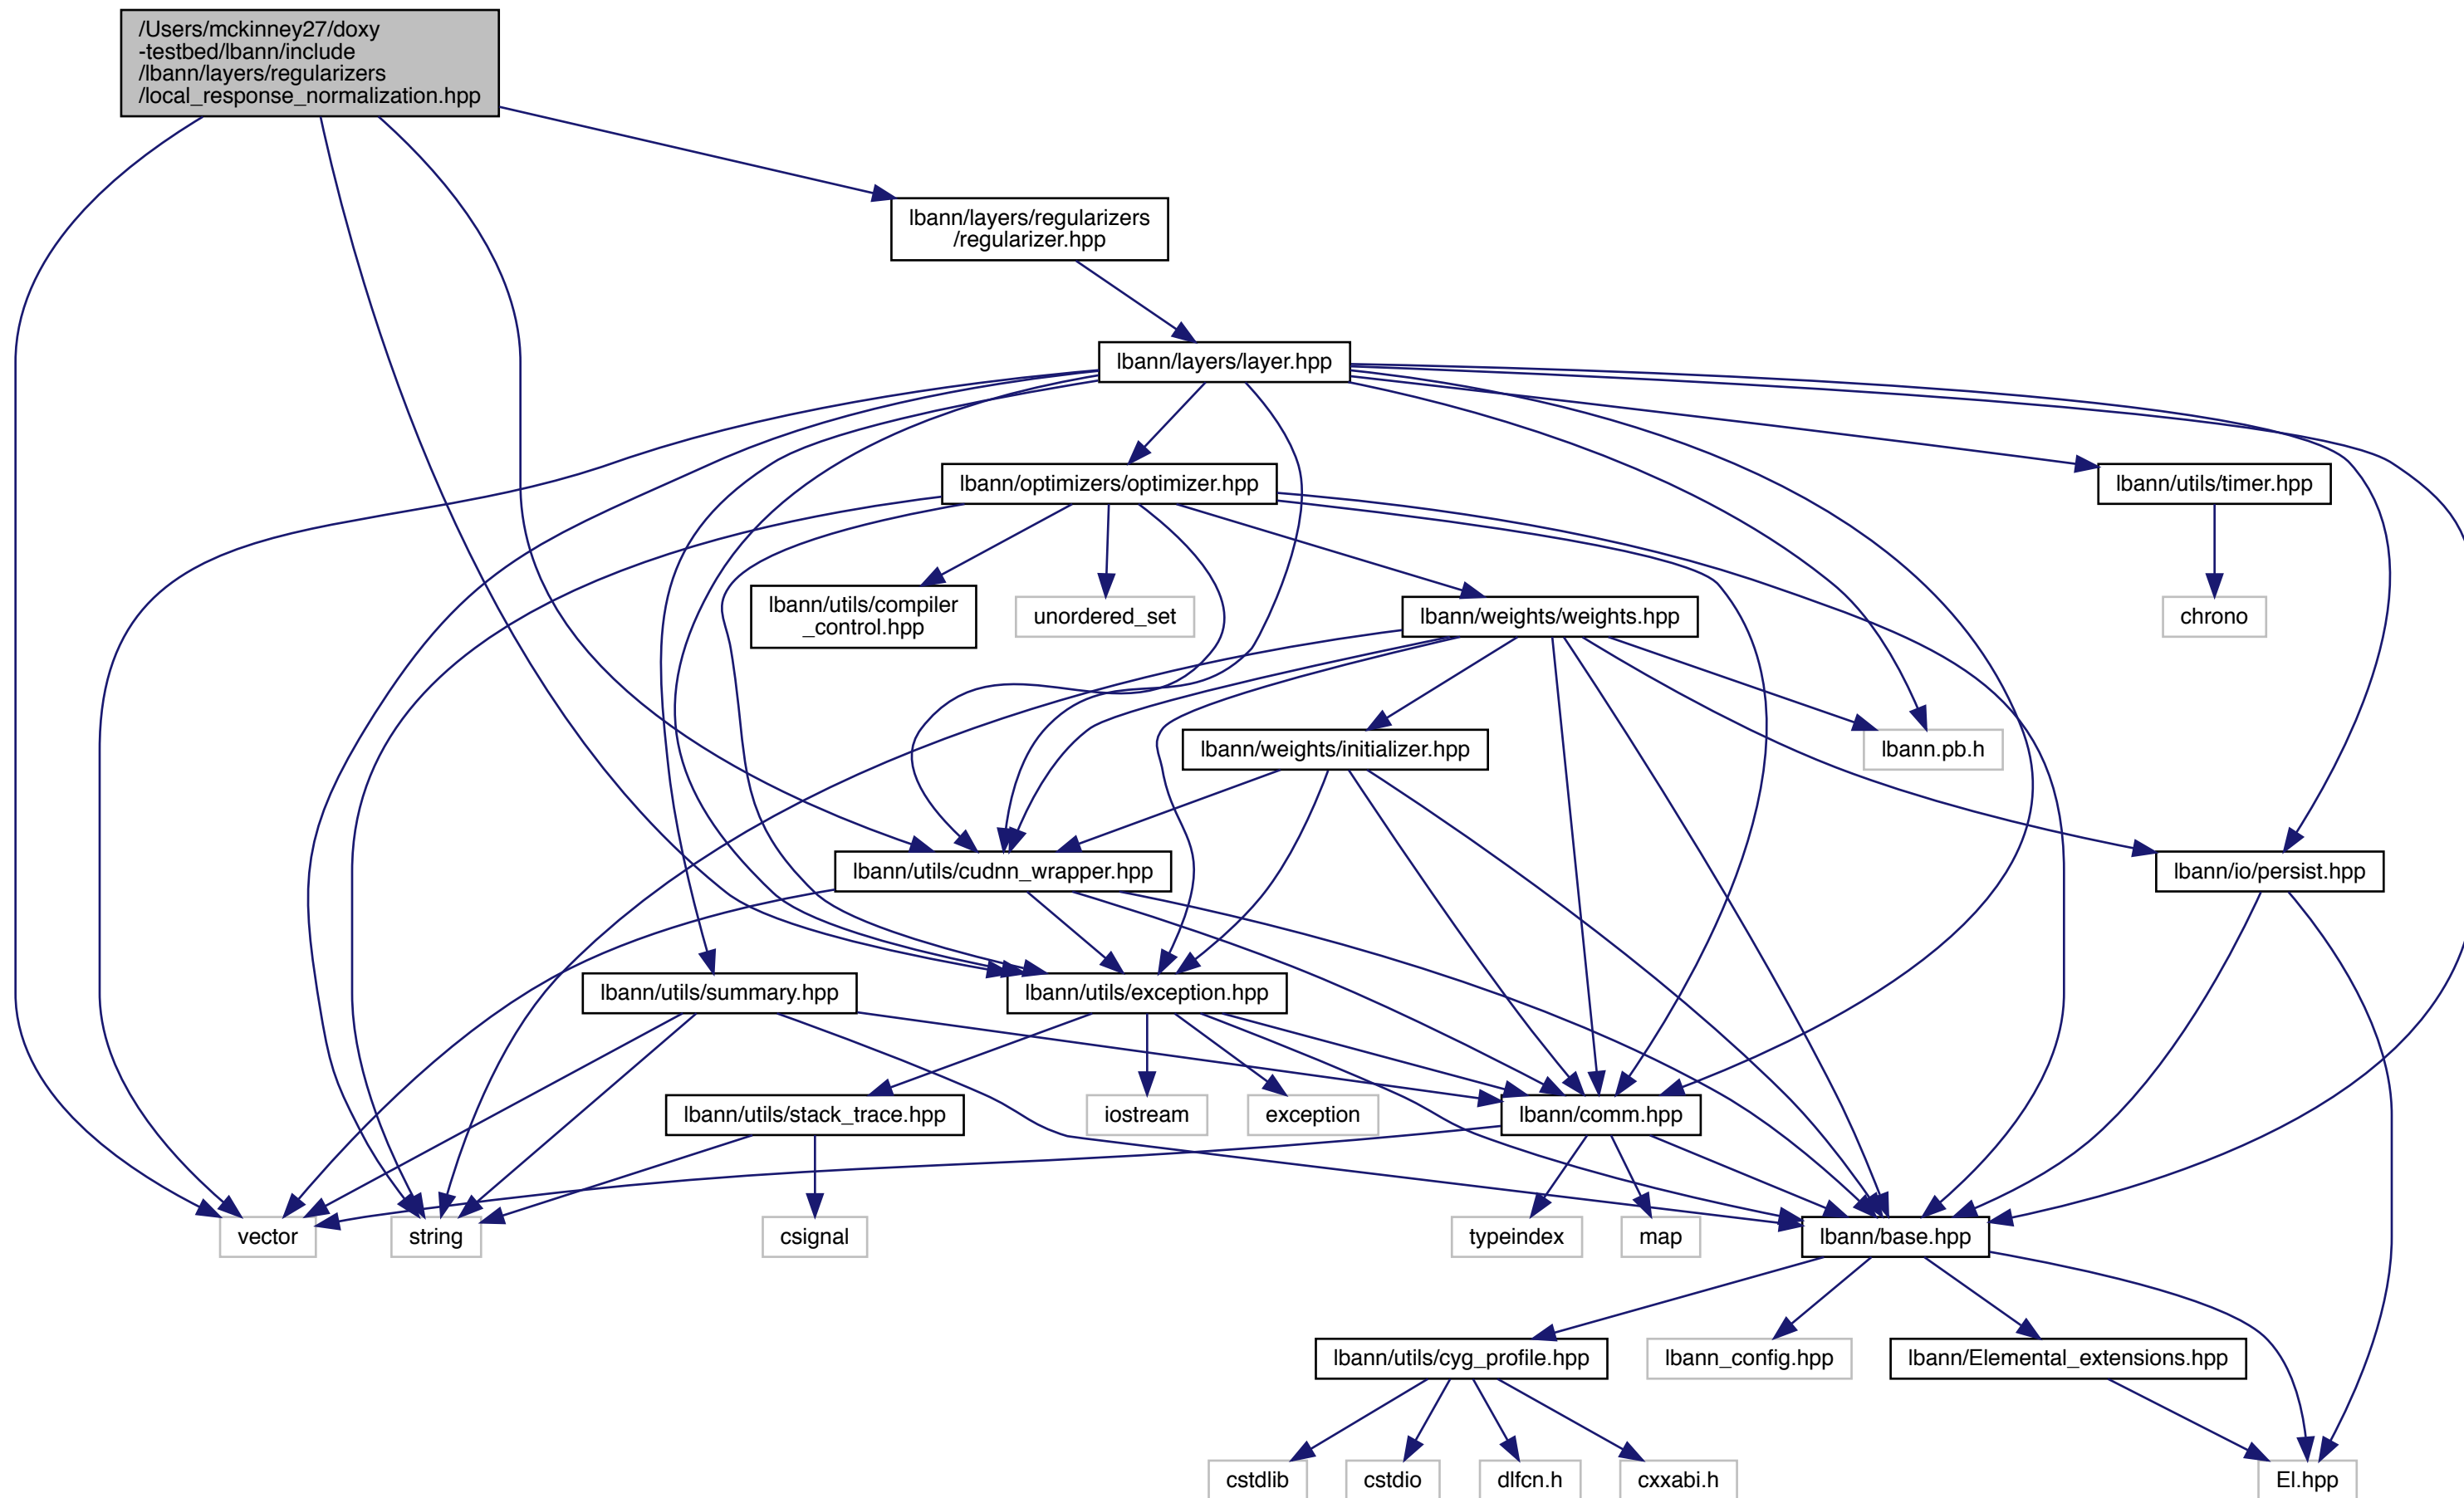 /Users/mckinney27/doxy
-testbed/lbann/include
/lbann/layers/regularizers
/local_response_normalization.hpp
lbann/layers/regularizers
/regularizer.hpp
lbann/layers/layer.hpp
lbann/optimizers/optimizer.hpp
lbann/utils/timer.hpp
lbann/utils/compiler
_control.hpp
unordered_set
lbann/weights/weights.hpp
chrono
lbann/weights/initializer.hpp
lbann.pb.h
lbann/utils/cudnn_wrapper.hpp
lbann/io/persist.hpp
lbann/utils/summary.hpp
lbann/utils/exception.hpp
lbann/utils/stack_trace.hpp
iostream
exception
lbann/comm.hpp
vector
string
csignal
typeindex
map
lbann/base.hpp
lbann/utils/cyg_profile.hpp
lbann_config.hpp
lbann/Elemental_extensions.hpp
cstdlib
cstdio
dlfcn.h
cxxabi.h
El.hpp